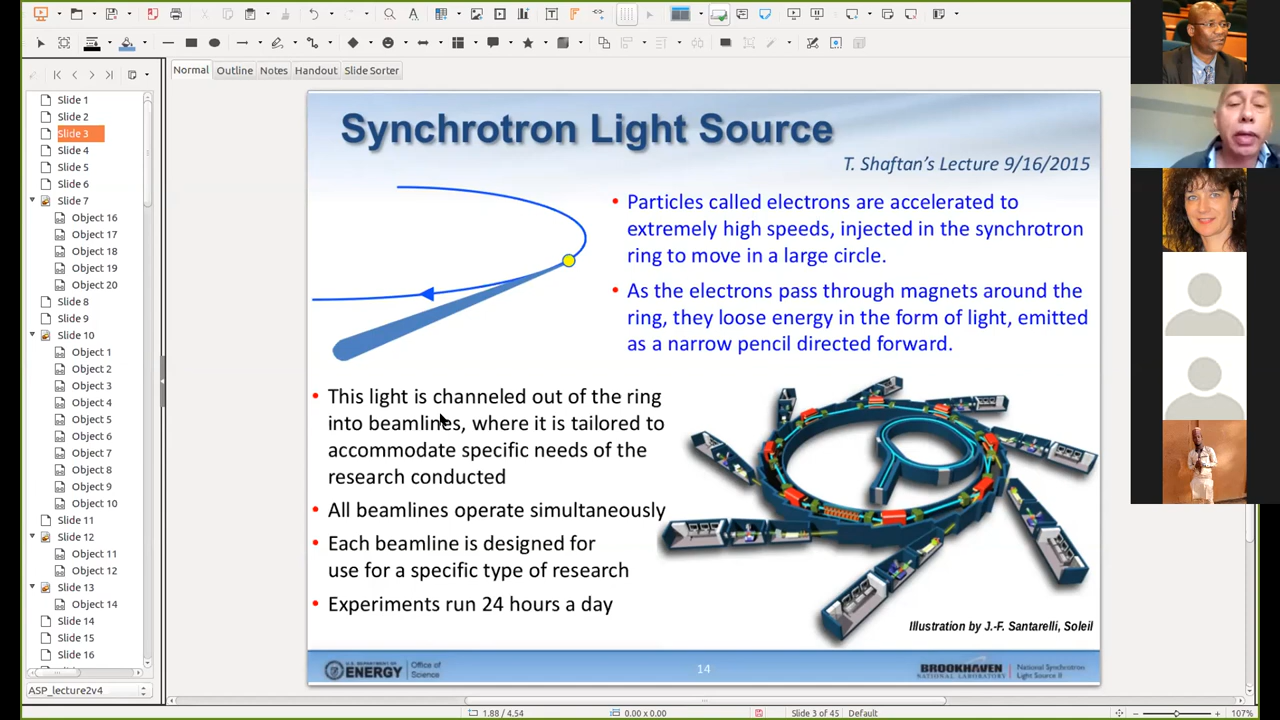 Normal
Outline
Notes
Handout
Slide Sorter
Slide 1
Slide 2
Slide 3
Slide 4
Slide 5
Slide 6
Slide 7
Object 16
Object 17
Object 18
Object 19
Object 20
Slide 8
Slide 9
Slide 10
Object 1
Object 2
Object 3
Object 4
Object 5
Object 6
Object 7
Object 8
Object 9
Object 10
Slide 11
Slide 12
Object 11
Object 12
Slide 13
Object 14
Slide 14
Slide 15
Slide 16
ASP_lecture2v4
Synchrotron Light Source
T. Shaftan's Lecture 9/16/2015
• Particles called electrons are accelerated to
extremely high speeds, injected in the synchrotron
ring to move in a large circle.
• As the electrons pass through magnets around the
ring, they loose energy in the form of light, emitted
as a narrow pencil directed forward.
• This light is channeled out of the ring
into beamlines, where it is tailored to
accommodate specific needs of the
research conducted
• All beamlines operate simultaneously
• Each beamline is designed for
use for a specific type of research
• Experiments run 24 hours a day
Illustration by J.-F. Santarelli, Soleil
U.S. DEPARTMENT OF
ENERGY
Office of
Science
14
BROOKHAVEN
NATIONAL LABORATORY
National Synchrotron
Light Source II
1.88 / 4.54
0.00 x 0.00
Slide 3 of 45
Default
107%